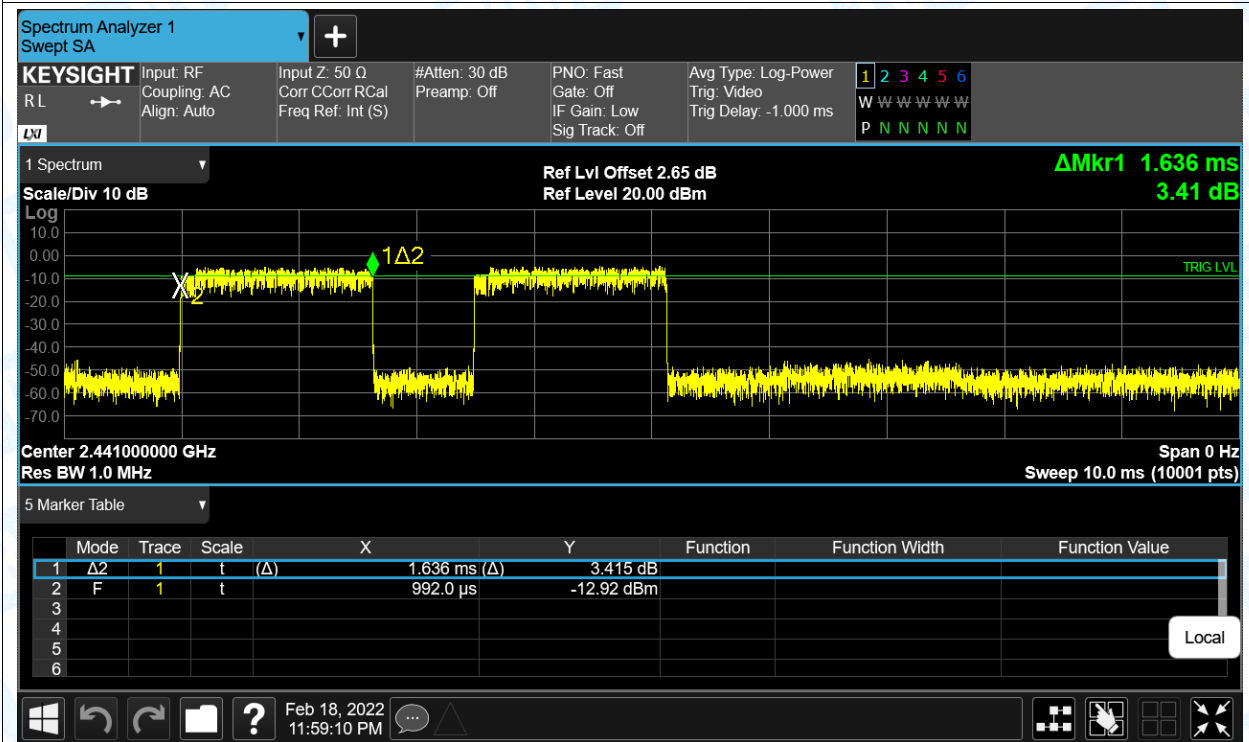 Spectrum Analyzer 1
Swept SA
KEYSIGHT
R L
LXI
Input: RF
Coupling: AC
Align: Auto
Input Z: 50 Ω
Corr CCorr RCal
Freq Ref: Int (S)
#Atten: 30 dB
Preamp: Off
PNO: Fast
Gate: Off
IF Gain: Low
Sig Track: Off
Avg Type: Log-Power
Trig: Video
Trig Delay: -1.000 ms
1 2 3 4 5 6
W W W W W W
P N N N N N
1 Spectrum
Scale/Div 10 dB
Ref Lvl Offset 2.65 dB
Ref Level 20.00 dBm
ΔMkr1 1.636 ms
3.41 dB
Log
10.0
0.00
-10.0
-20.0
-30.0
-40.0
-50.0
-60.0
-70.0
1Δ2
X2
TRIG LVL
Center 2.441000000 GHz
Res BW 1.0 MHz
Span 0 Hz
Sweep 10.0 ms (10001 pts)
5 Marker Table
Mode Trace Scale X Y Function Function Width Function Value
1 Δ2 1 t (Δ) 1.636 ms (Δ) 3.415 dB
2 F 1 t 992.0 µs -12.92 dBm
3
4
5
6
Local
?
Feb 18, 2022
11:59:10 PM